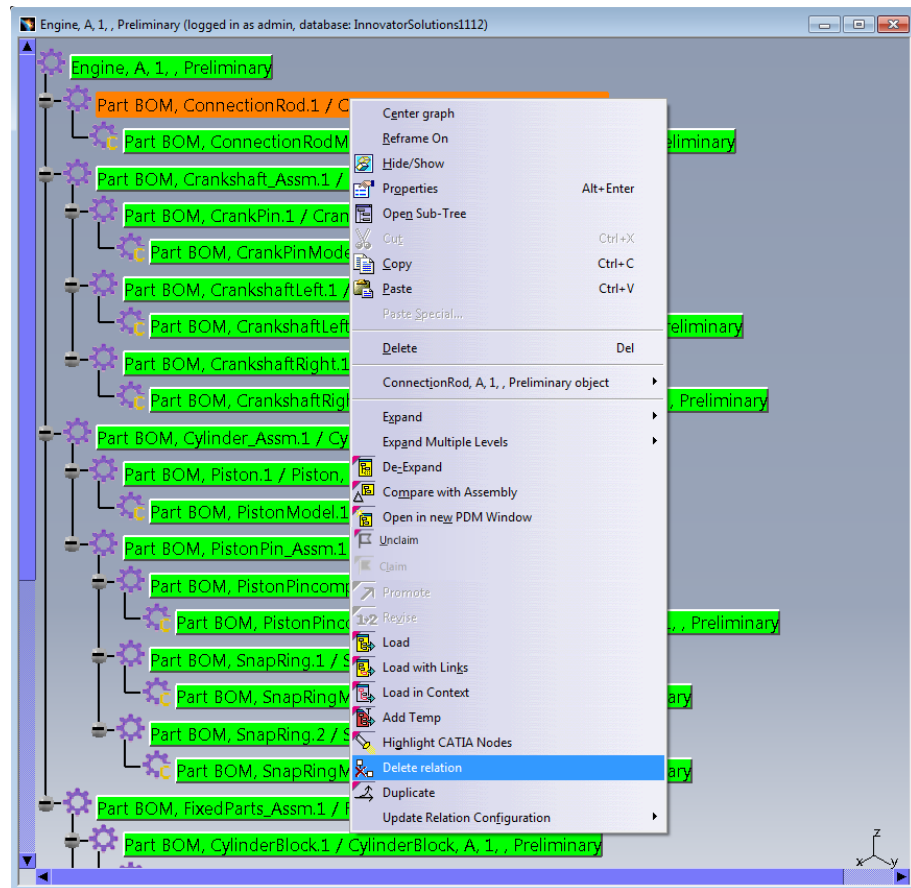 Engine, A, 1, , Preliminary (logged in as admin, database: InnovatorSolutions1112)
Engine, A, 1, , Preliminary
Part BOM, ConnectionRod.1 / C
Part BOM, ConnectionRodM
eliminary
Part BOM, Crankshaft_Assm.1 /
Part BOM, CrankPin.1 / Cran
Part BOM, CrankPinMode
Part BOM, CrankshaftLeft.1 /
Part BOM, CrankshaftLeft
reliminary
Part BOM, CrankshaftRight.1
Part BOM, CrankshaftRigh
, Preliminary
Part BOM, Cylinder_Assm.1 / Cy
Part BOM, Piston.1 / Piston,
Part BOM, PistonModel.1
Part BOM, PistonPin_Assm.1
Part BOM, PistonPincomp
Part BOM, PistonPinco
, , Preliminary
Part BOM, SnapRing.1 / S
Part BOM, SnapRingM
ary
Part BOM, SnapRing.2 / S
Part BOM, SnapRingM
ary
Part BOM, FixedParts_Assm.1 / F
Part BOM, CylinderBlock.1 / CylinderBlock, A, 1, , Preliminary
Center graph
Reframe On
Hide/Show
Properties Alt+Enter
Open Sub-Tree
Cut Ctrl+X
Copy Ctrl+C
Paste Ctrl+V
Paste Special...
Delete Del
ConnectionRod, A, 1, , Preliminary object
Expand
Expand Multiple Levels
De-Expand
Compare with Assembly
Open in new PDM Window
Unclaim
Claim
Promote
Revise
Load
Load with Links
Load in Context
Add Temp
Highlight CATIA Nodes
Delete relation
Duplicate
Update Relation Configuration
z
x y